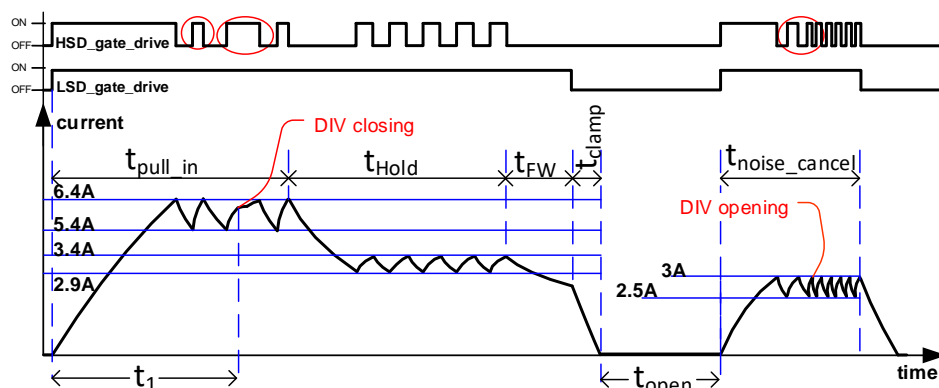 ON
OFF
HSD_gate_drive
ON
OFF
LSD_gate_drive
current
DIV closing
tpull_in
tHold
tFW
tclamp
tnoise_cancel
6.4A
5.4A
3.4A
2.9A
DIV opening
3A
2.5A
t1
topen
time